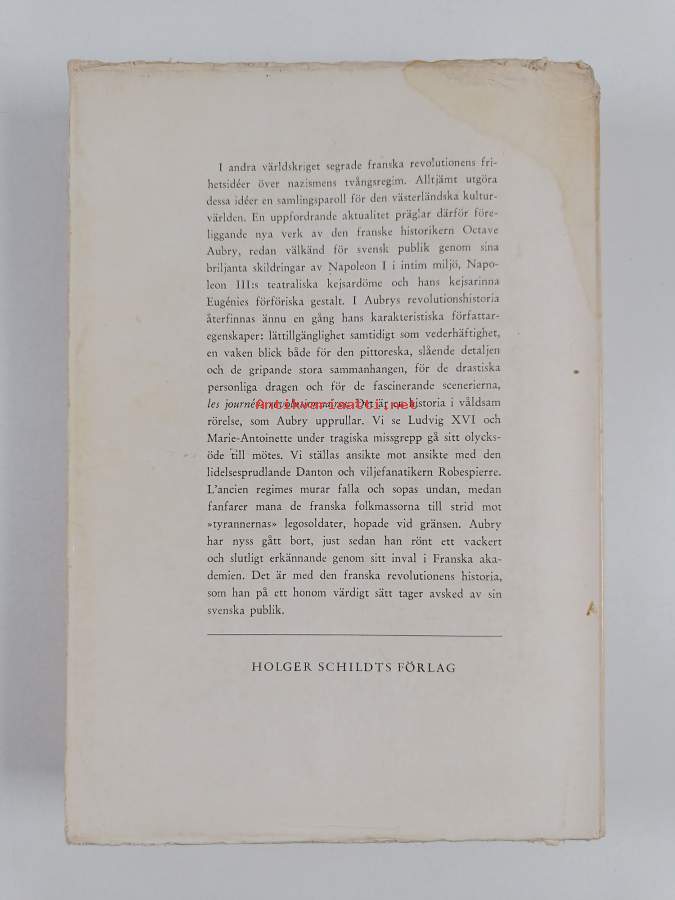 I andra världskriget segrade franska revolutionens fri-
hetsidéer över nazismens tvångsregim. Alltjämt utgöra
dessa idéer en samlingsparoll för den västerländska kultur-
världen. En uppfordrande aktualitet präglar därför före-
liggande nya verk av den franske historikern Octave
Aubry, redan välkänd för svensk publik genom sina
briljanta skildringar av Napoleon I i intim miljö, Napo-
leon III:s teatraliska kejsardöme och hans kejsarinna
Eugénies förföriska gestalt. I Aubrys revolutionshistoria
återfinnas ännu en gång hans karakteristiska författar-
egenskaper: lättillgänglighet samtidigt som vederhäftighet,
en vaken blick både för den pittoreska, slående detaljen
och de gripande stora sammanhangen, för de drastiska
personliga dragen och för de fascinerande scenerierna,
les journées Det är en historia i våldsam
Antikvariaatti.net
rörelse, som Aubry upprullar. Vi se Ludvig XVI och
Marie-Antoinette under tragiska missgrepp gå sitt olycks-
öde till mötes. Vi ställas ansikte mot ansikte med den
lidelsesprudlande Danton och viljefanatikern Robespierre.
L'ancien regimes murar falla och sopas undan, medan
fanfarer mana de franska folkmassorna till strid mot
»tyrannernas» legosoldater, hopade vid gränsen. Aubry
har nyss gått bort, just sedan han rönt ett vackert
och slutligt erkännande genom sitt inval i Franska aka-
demien. Det är med den franska revolutionens historia,
som han på ett honom värdigt sätt tager avsked av sin
svenska publik.
HOLGER SCHILDTS FÖRLAG